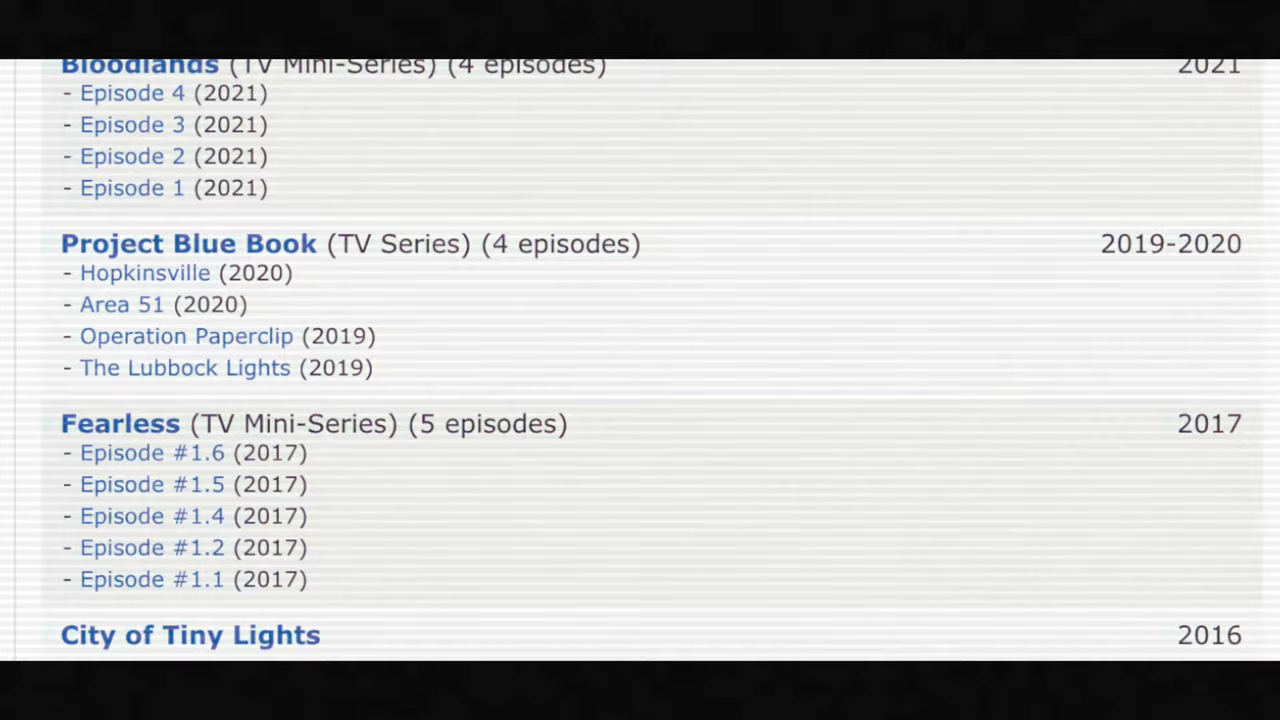 Bloodlands (TV Mini-Series) (4 episodes) 2021
- Episode 4 (2021)
- Episode 3 (2021)
- Episode 2 (2021)
- Episode 1 (2021)
Project Blue Book (TV Series) (4 episodes) 2019-2020
- Hopkinsville (2020)
- Area 51 (2020)
- Operation Paperclip (2019)
- The Lubbock Lights (2019)
Fearless (TV Mini-Series) (5 episodes) 2017
- Episode #1.6 (2017)
- Episode #1.5 (2017)
- Episode #1.4 (2017)
- Episode #1.2 (2017)
- Episode #1.1 (2017)
City of Tiny Lights 2016